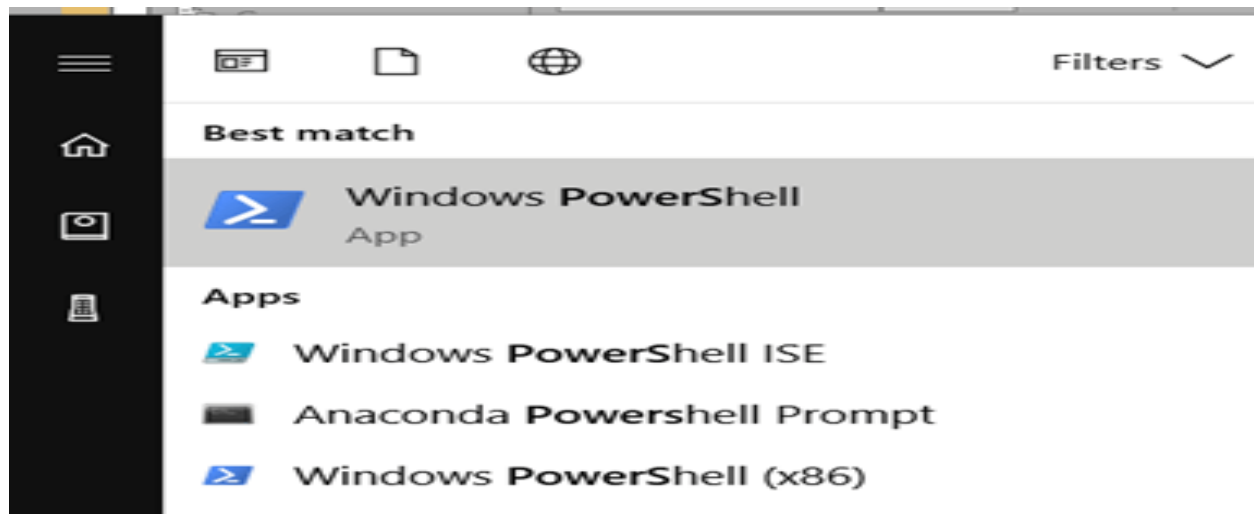 Filters
Best match
Windows PowerShell
App
Apps
Windows PowerShell ISE
Anaconda Powershell Prompt
Windows PowerShell (x86)